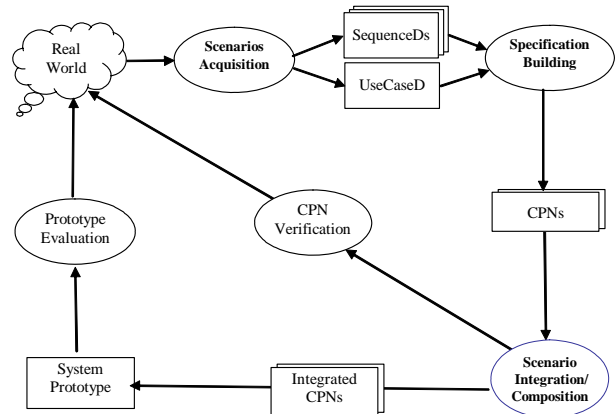 Real
World
Scenarios
Acquisition
SequenceDs
UseCaseD
Specification
Building
CPNs
CPN
Verification
Prototype
Evaluation
System
Prototype
Integrated
CPNs
Scenario
Integration/
Composition